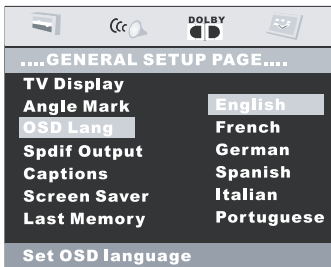 DOLBY
....GENERAL SETUP PAGE....
TV Display
Angle Mark English
OSD Lang French
Spdif Output German
Captions Spanish
Screen Saver Italian
Last Memory Portuguese
Set OSD language